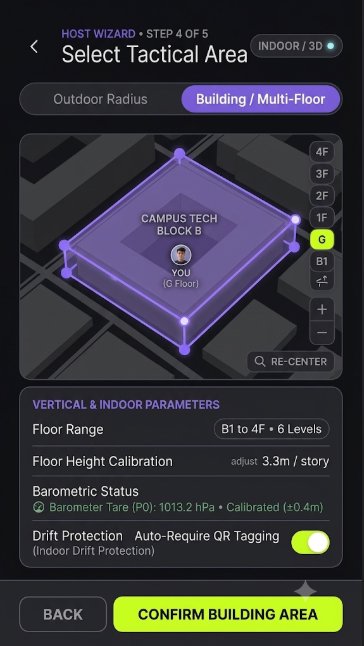 HOST WIZARD • STEP 4 OF 5
Select Tactical Area
INDOOR / 3D
Outdoor Radius
Building / Multi-Floor
4F
3F
2F
1F
G
B1
CAMPUS TECH
BLOCK B
YOU
(G Floor)
+
−
RE-CENTER
VERTICAL & INDOOR PARAMETERS
Floor Range
B1 to 4F • 6 Levels
Floor Height Calibration
adjust 3.3m / story
Barometric Status
Barometer Tare (P0): 1013.2 hPa • Calibrated (±0.4m)
Drift Protection Auto-Require QR Tagging
(Indoor Drift Protection)
BACK
CONFIRM BUILDING AREA